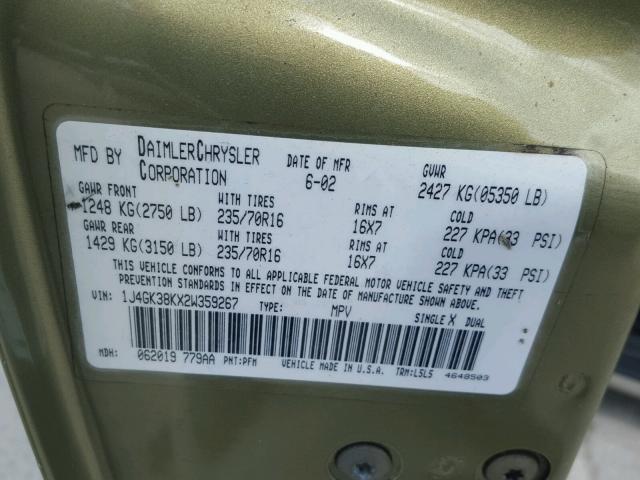 MFD BY DAIMLERCHRYSLER CORPORATION DATE OF MFR 6-02 GVWR 2427 KG(05350 LB)
GAWR FRONT WITH TIRES RIMS AT COLD
1248 KG(2750 LB) 235/70R16 16X7 227 KPA(33 PSI)
GAWR REAR WITH TIRES RIMS AT COLD
1429 KG(3150 LB) 235/70R16 16X7 227 KPA(33 PSI)
THIS VEHICLE CONFORMS TO ALL APPLICABLE FEDERAL MOTOR VEHICLE SAFETY AND THEFT
PREVENTION STANDARDS IN EFFECT ON THE DATE OF MANUFACTURE SHOWN ABOVE.
VIN: 1J4GK38KX2W359267 TYPE: MPV SINGLE X DUAL
MDH: 062019 779AA PNT:PFM VEHICLE MADE IN U.S.A. TRM:L5L5 4648503